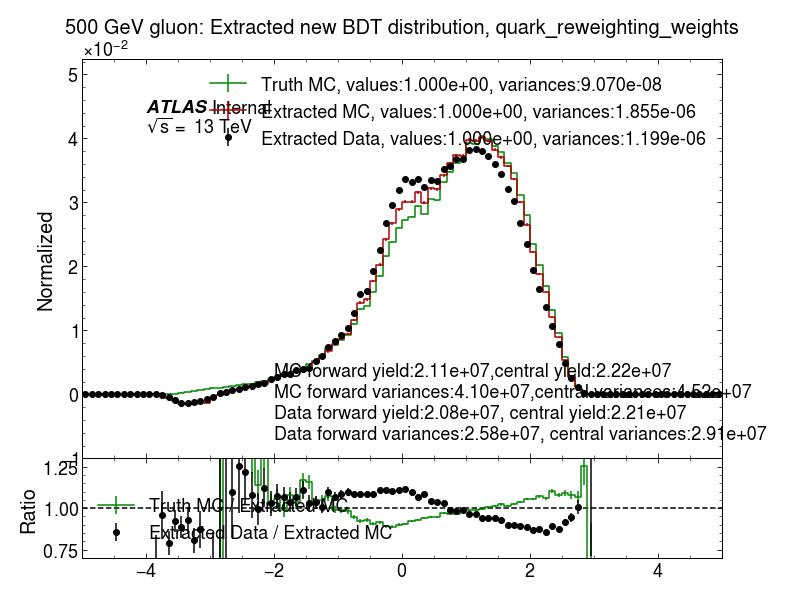 500 GeV gluon: Extracted new BDT distribution, quark_reweighting_weights
×10⁻²
Truth MC, values:1.000e+00, variances:9.070e-08
ATLAS Internal
Extracted MC, values:1.000e+00, variances:1.855e-06
√s = 13 TeV
Extracted Data, values:1.000e+00, variances:1.199e-06
5
4
3
2
1
0
Normalized
MC forward yield:2.11e+07,central yield:2.22e+07
MC forward variances:4.10e+07,central variances:4.52e+07
Data forward yield:2.08e+07, central yield:2.21e+07
Data forward variances:2.58e+07, central variances:2.91e+07
1.25
1.00
0.75
Ratio
Truth MC / Extracted MC
Extracted Data / Extracted MC
−4 −2 0 2 4